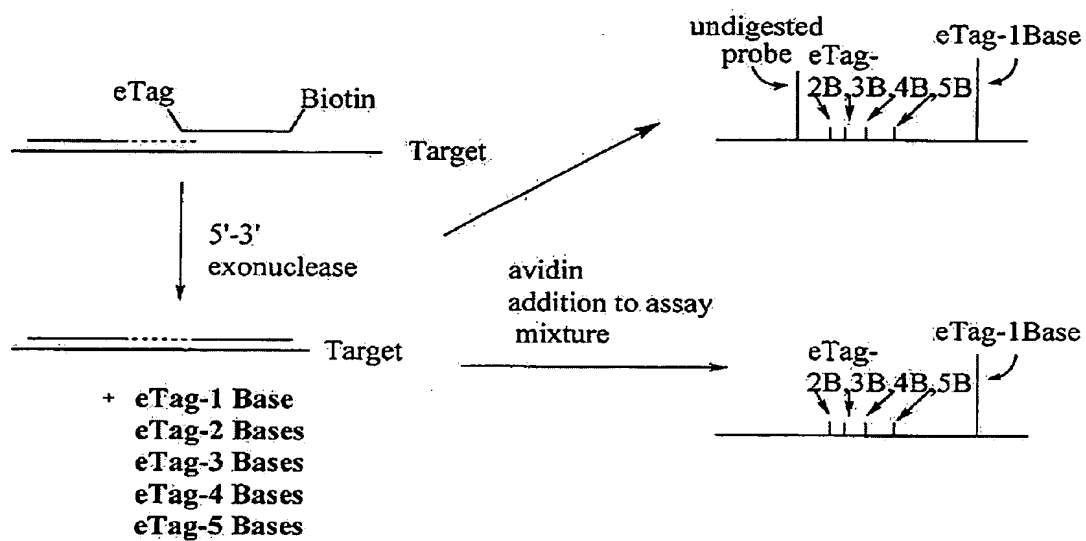 eTag
Biotin
Target
5'-3'
exonuclease
Target
+ eTag-1 Base
eTag-2 Bases
eTag-3 Bases
eTag-4 Bases
eTag-5 Bases
avidin
addition to assay
mixture
undigested
probe
eTag-
2B,3B,4B,5B
eTag-1Base
eTag-
2B,3B,4B,5B
eTag-1Base